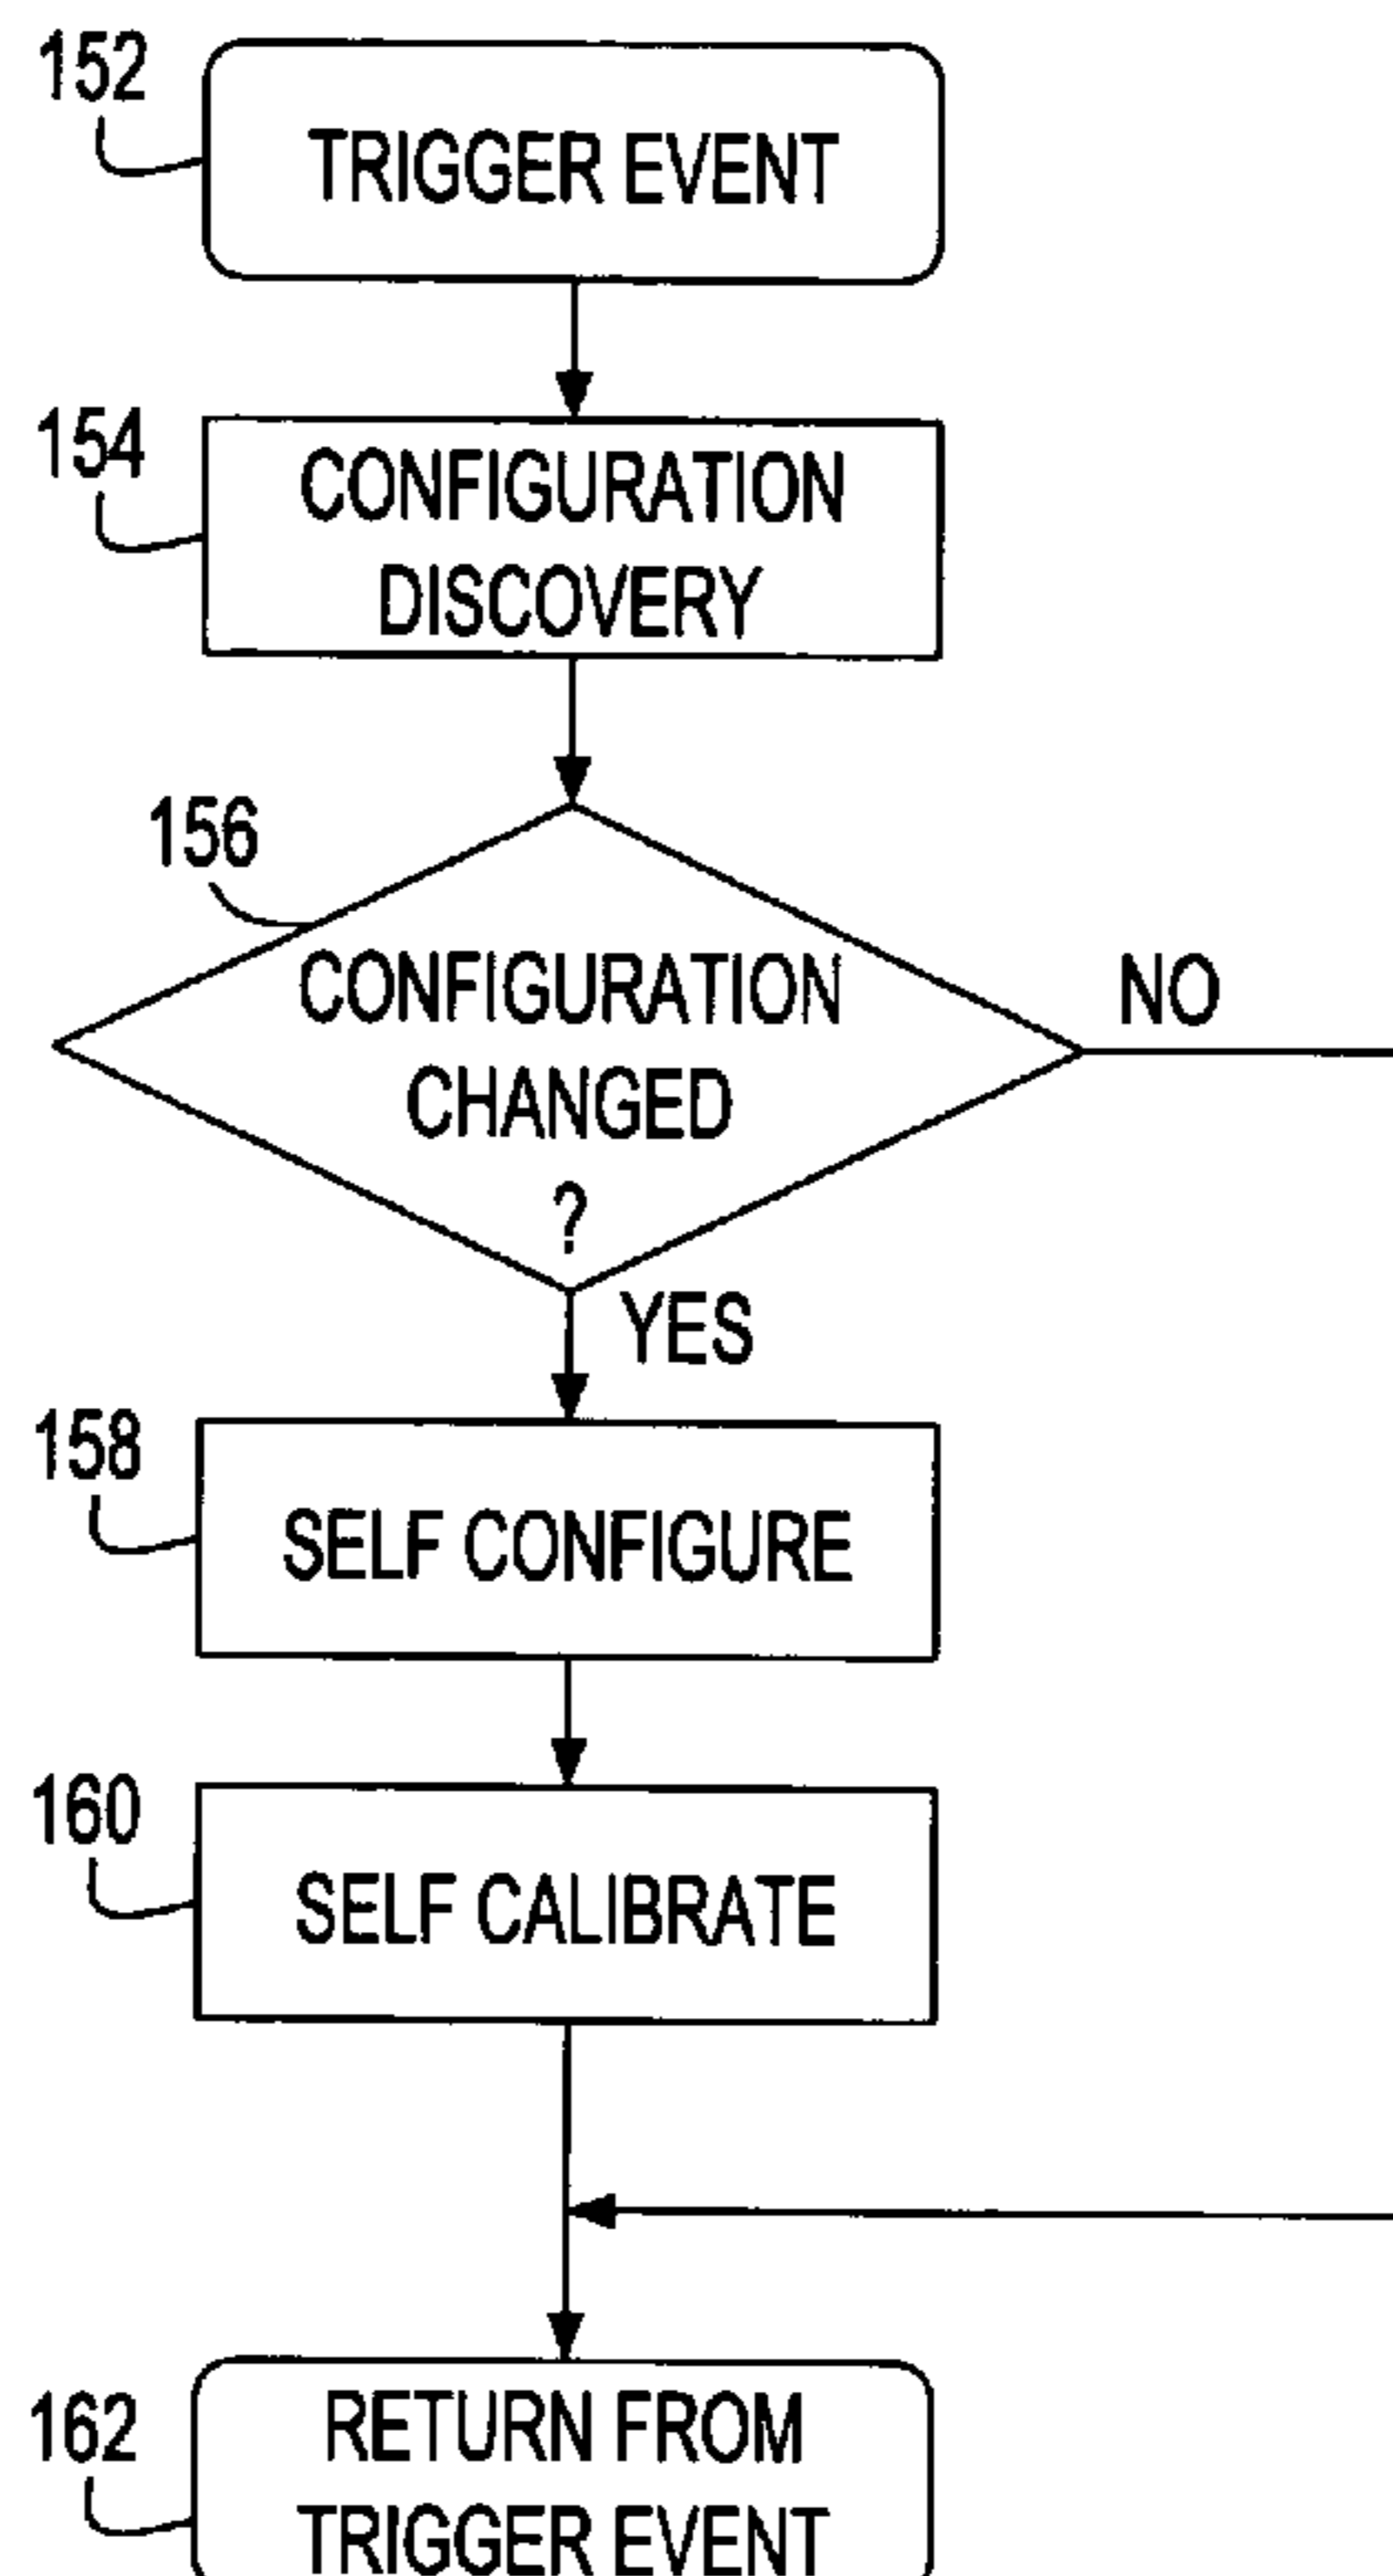 152
TRIGGER EVENT
154
CONFIGURATION
DISCOVERY
156
CONFIGURATION
CHANGED
?
NO
YES
158
SELF CONFIGURE
160
SELF CALIBRATE
162
RETURN FROM
TRIGGER EVENT